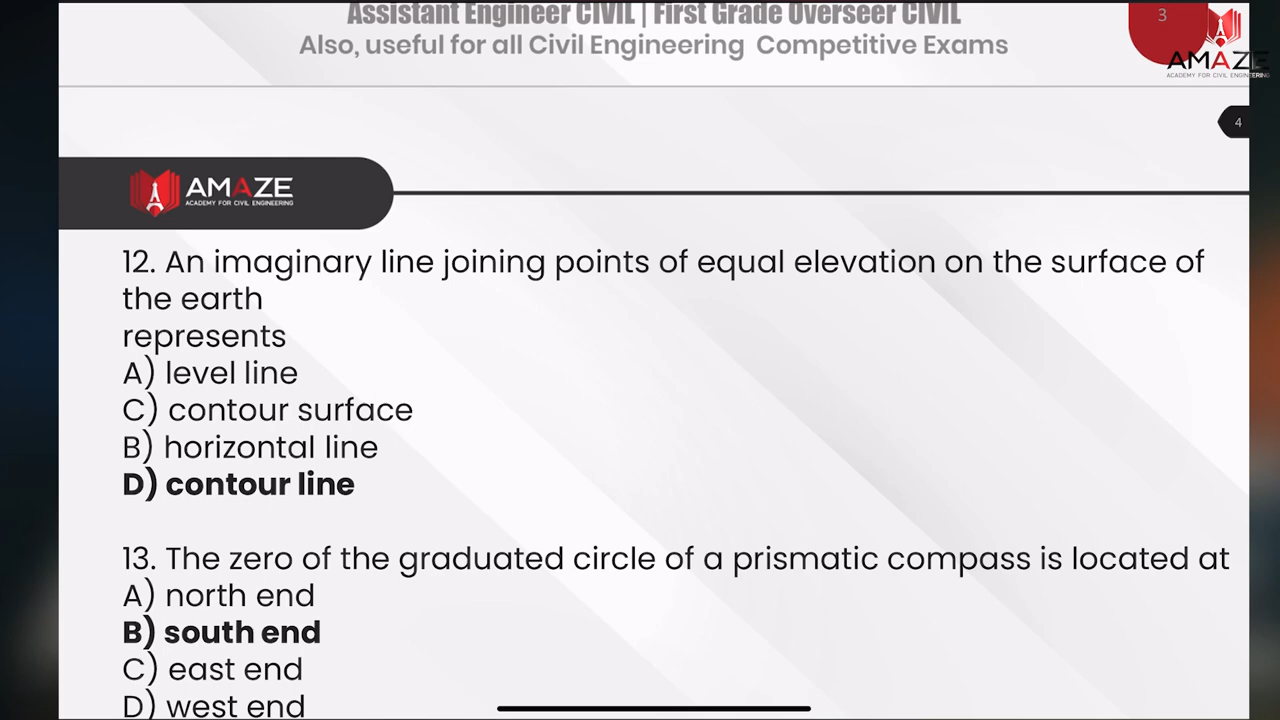 Assistant Engineer CIVIL | First Grade Overseer CIVIL
Also, useful for all Civil Engineering Competitive Exams
3
AMAZE
ACADEMY FOR CIVIL ENGINEERING
4
AMAZE
ACADEMY FOR CIVIL ENGINEERING
12. An imaginary line joining points of equal elevation on the surface of
the earth
represents
A) level line
C) contour surface
B) horizontal line
D) contour line
13. The zero of the graduated circle of a prismatic compass is located at
A) north end
B) south end
C) east end
D) west end